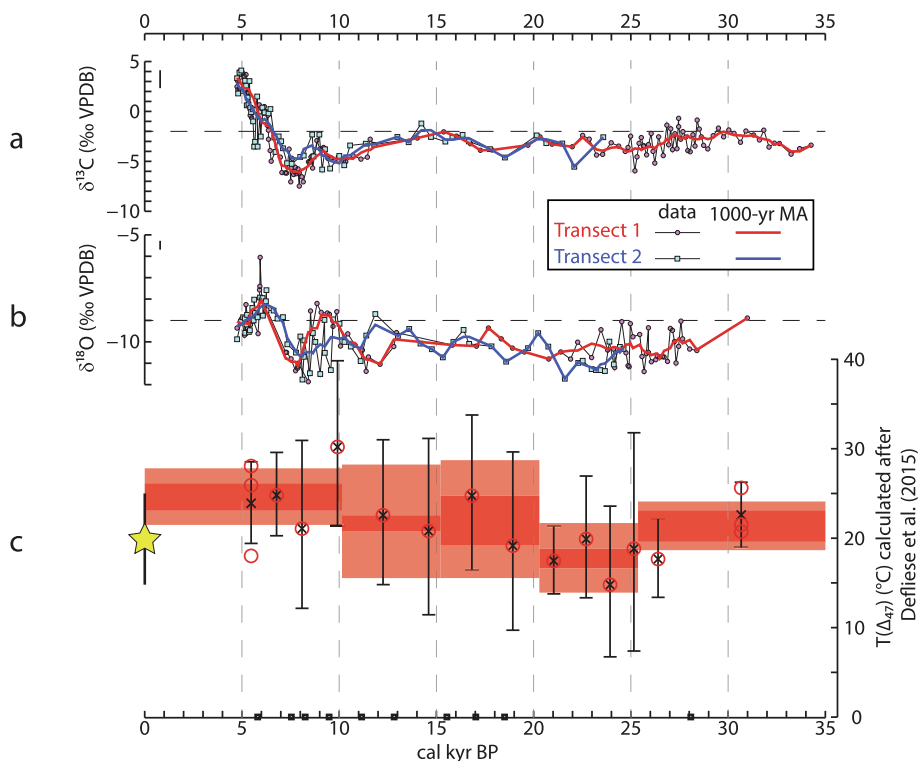 0 5 10 15 20 25 30 35
a
δ¹³C (‰ VPDB)
5
0
−5
−10
data 1000-yr MA
Transect 1
Transect 2
b
δ¹⁸O (‰ VPDB)
−5
−10
c
40
30
20
10
0
T(Δ₄₇) (°C) calculated after
Defliese et al. (2015)
0 5 10 15 20 25 30 35
cal kyr BP